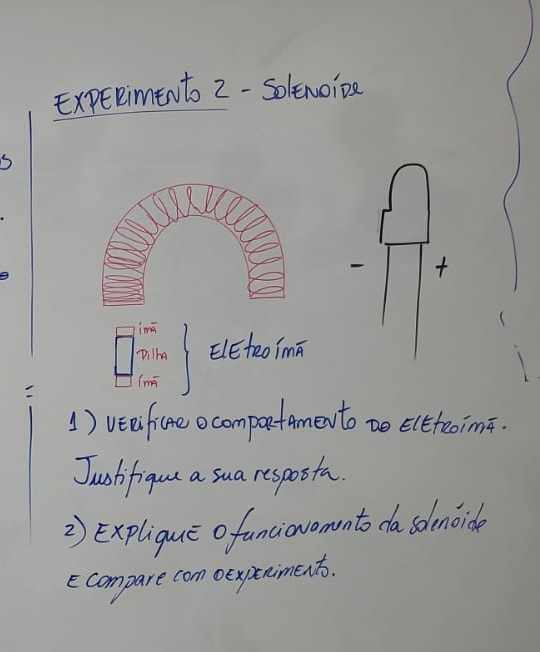 EXPERIMENTO 2 - SOLENOIDE
- +
ímã
Pilha
ímã
ELETROÍMÃ
1) VERIFICAR O COMPORTAMENTO DO ELETROÍMÃ.
Justifique a sua resposta.
2) EXPLIQUE O funcionamento da solenóide
E compare com o EXPERIMENTO.